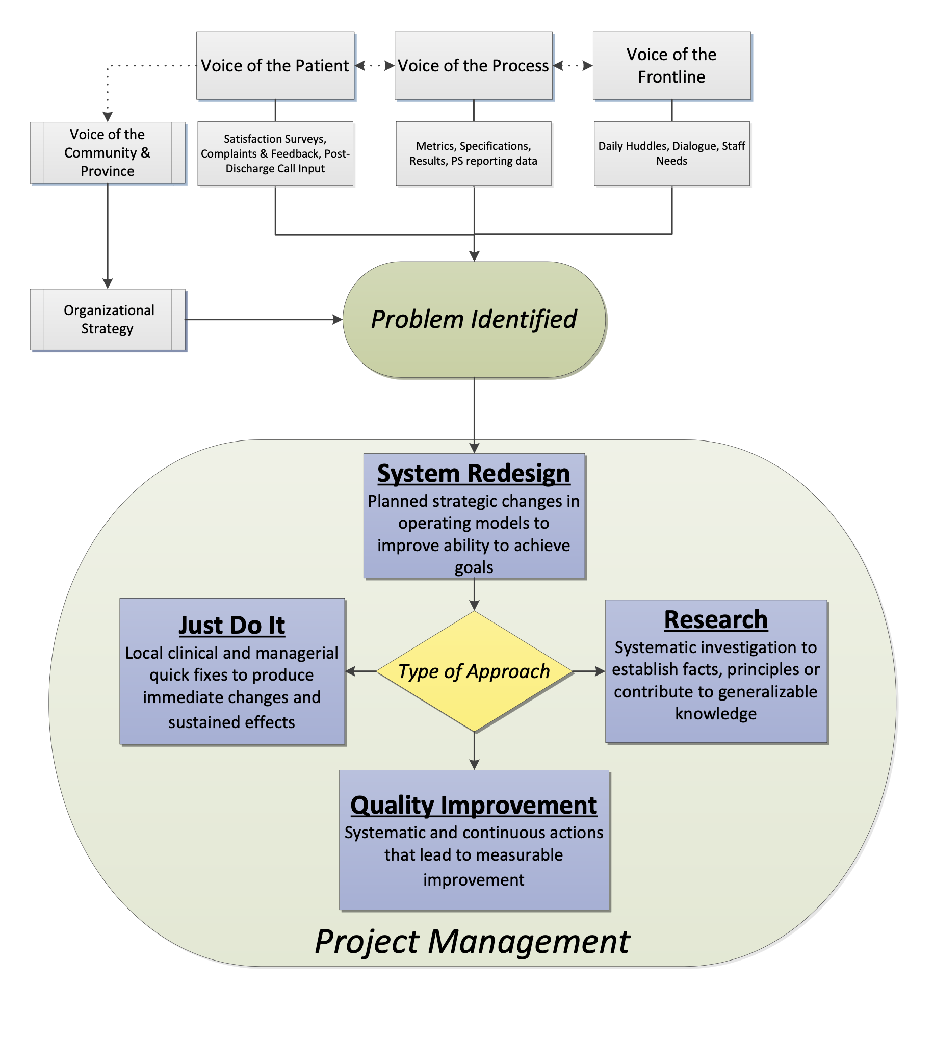 Voice of the Patient
Voice of the Process
Voice of the
Frontline
Voice of the
Community &
Province
Satisfaction Surveys,
Complaints & Feedback, Post-
Discharge Call Input
Metrics, Specifications,
Results, PS reporting data
Daily Huddles, Dialogue, Staff
Needs
Organizational
Strategy
Problem Identified
System Redesign
Planned strategic changes in
operating models to
improve ability to achieve
goals
Just Do It
Local clinical and managerial
quick fixes to produce
immediate changes and
sustained effects
Type of Approach
Research
Systematic investigation to
establish facts, principles or
contribute to generalizable
knowledge
Quality Improvement
Systematic and continuous actions
that lead to measurable
improvement
Project Management